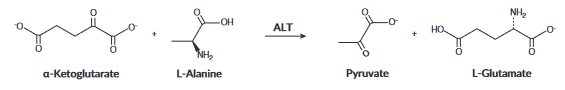 -O O O O O-
+
O OH NH₂
ALT
O O- O
+
HO O NH₂ O O-
α-Ketoglutarate
L-Alanine
Pyruvate
L-Glutamate